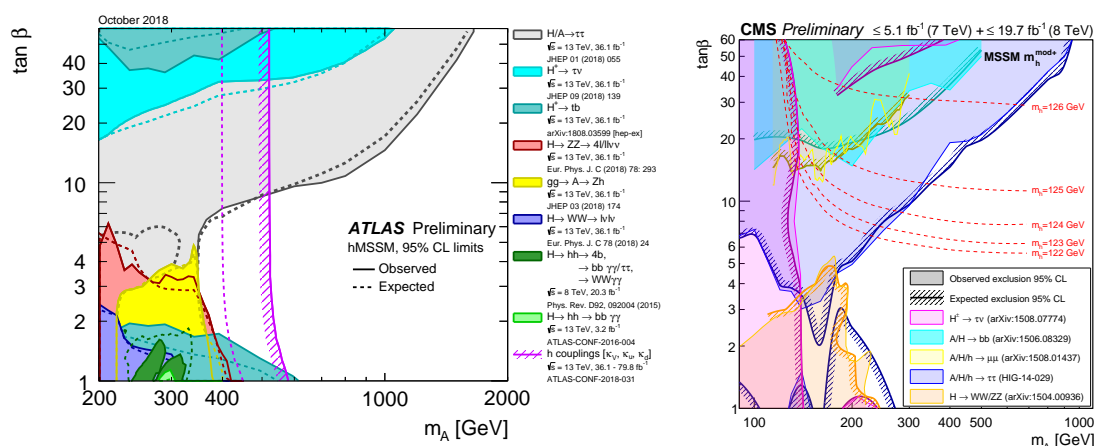 October 2018
tan β
40
30
20
10
5
4
3
2
1
200
300
400
1000
2000
m_A [GeV]
ATLAS Preliminary
hMSSM, 95% CL limits
Observed
Expected
H/A→ττ
√s = 13 TeV, 36.1 fb⁻¹
JHEP 01 (2018) 055
H⁺→ τν
√s = 13 TeV, 36.1 fb⁻¹
JHEP 09 (2018) 139
H⁺→ tb
√s = 13 TeV, 36.1 fb⁻¹
arXiv:1808.03599 [hep-ex]
H→ ZZ→ 4l/llνν
√s = 13 TeV, 36.1 fb⁻¹
Eur. Phys. J. C (2018) 78: 293
gg→ A→ Zh
√s = 13 TeV, 36.1 fb⁻¹
JHEP 03 (2018) 174
H→ WW→ lνlν
√s = 13 TeV, 36.1 fb⁻¹
Eur. Phys. J. C 78 (2018) 24
H→ hh→ 4b,
→ bb γγ/ττ,
→ WWγγ
√s = 8 TeV, 20.3 fb⁻¹
Phys. Rev. D92, 092004 (2015)
H→ hh→ bb γγ
√s = 13 TeV, 3.2 fb⁻¹
ATLAS-CONF-2016-004
h couplings [κ_V, κ_u, κ_d]
√s = 13 TeV, 36.1 - 79.8 fb⁻¹
ATLAS-CONF-2018-031
CMS Preliminary ≤ 5.1 fb⁻¹ (7 TeV) + ≤ 19.7 fb⁻¹ (8 TeV)
tanβ
60
50
40
30
20
10
7
6
5
4
3
2
1
MSSM m_h^mod+
m_h=126 GeV
m_h=125 GeV
m_h=124 GeV
m_h=123 GeV
m_h=122 GeV
Observed exclusion 95% CL
Expected exclusion 95% CL
H⁺→ τν (arXiv:1508.07774)
A/H→ bb (arXiv:1506.08329)
A/H/h→ μμ (arXiv:1508.01437)
A/H/h→ ττ (HIG-14-029)
H→ WW/ZZ (arXiv:1504.00936)
90 100
200
300
400
1000
m_A [GeV]